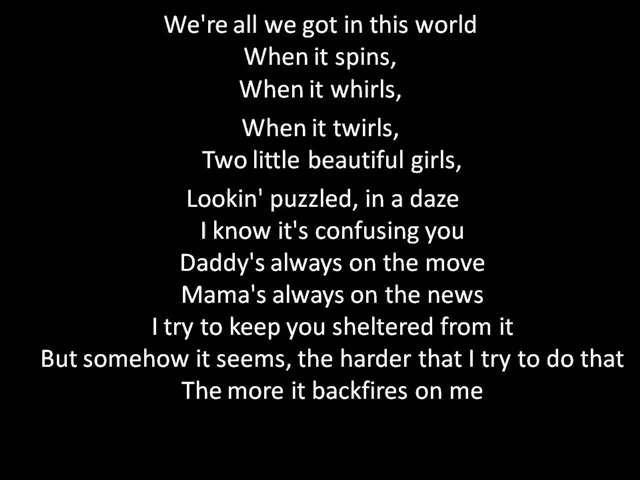 We're all we got in this world
When it spins,
When it whirls,
When it twirls,
Two little beautiful girls,
Lookin' puzzled, in a daze
I know it's confusing you
Daddy's always on the move
Mama's always on the news
I try to keep you sheltered from it
But somehow it seems, the harder that I try to do that
The more it backfires on me